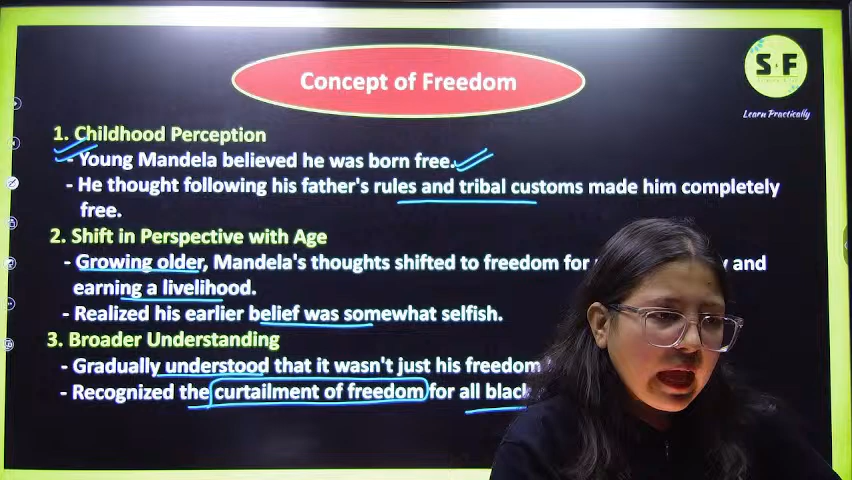 Concept of Freedom
S F
Learn Practically
1. Childhood Perception
- Young Mandela believed he was born free.
- He thought following his father's rules and tribal customs made him completely
free.
2. Shift in Perspective with Age
- Growing older, Mandela's thoughts shifted to freedom for and
earning a livelihood.
- Realized his earlier belief was somewhat selfish.
3. Broader Understanding
- Gradually understood that it wasn't just his freedom
- Recognized the curtailment of freedom for all black